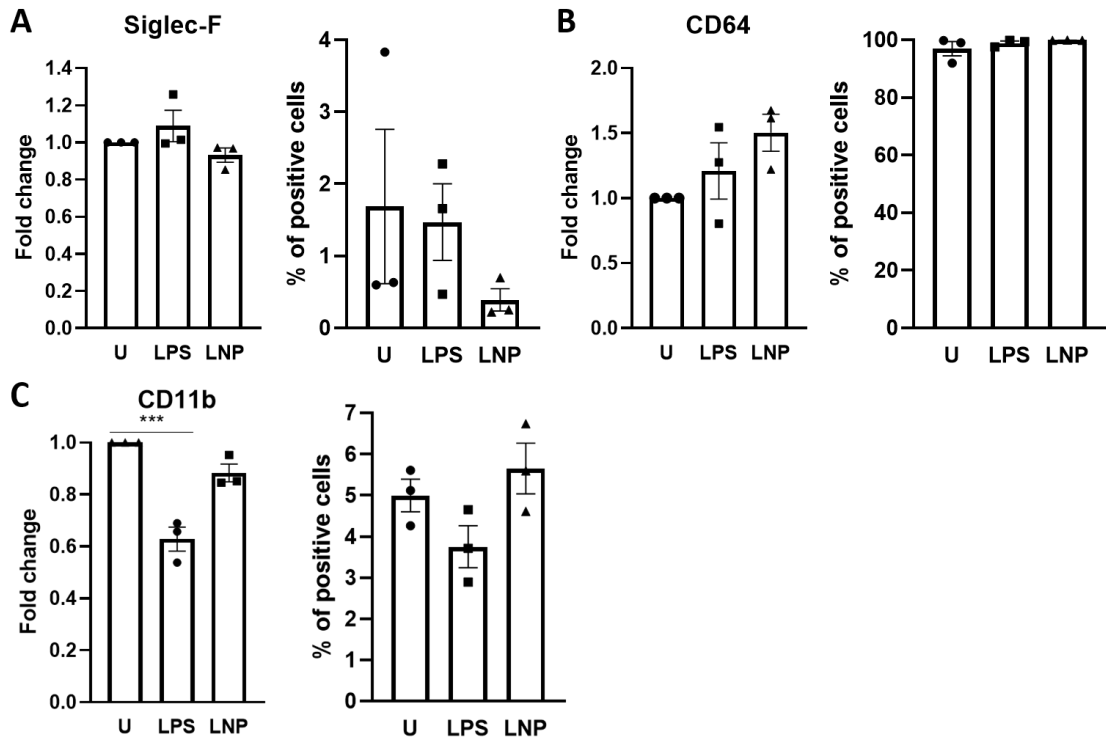 A
Siglec-F
Fold change
1.4
1.2
1.0
0.8
0.6
0.4
0.2
0.0
U LPS LNP
% of positive cells
4
3
2
1
0
U LPS LNP
B
CD64
Fold change
2.0
1.5
1.0
0.5
0.0
U LPS LNP
% of positive cells
100
80
60
40
20
0
U LPS LNP
C
CD11b
***
Fold change
1.0
0.8
0.6
0.4
0.2
0.0
U LPS LNP
% of positive cells
7
6
5
4
3
2
1
0
U LPS LNP